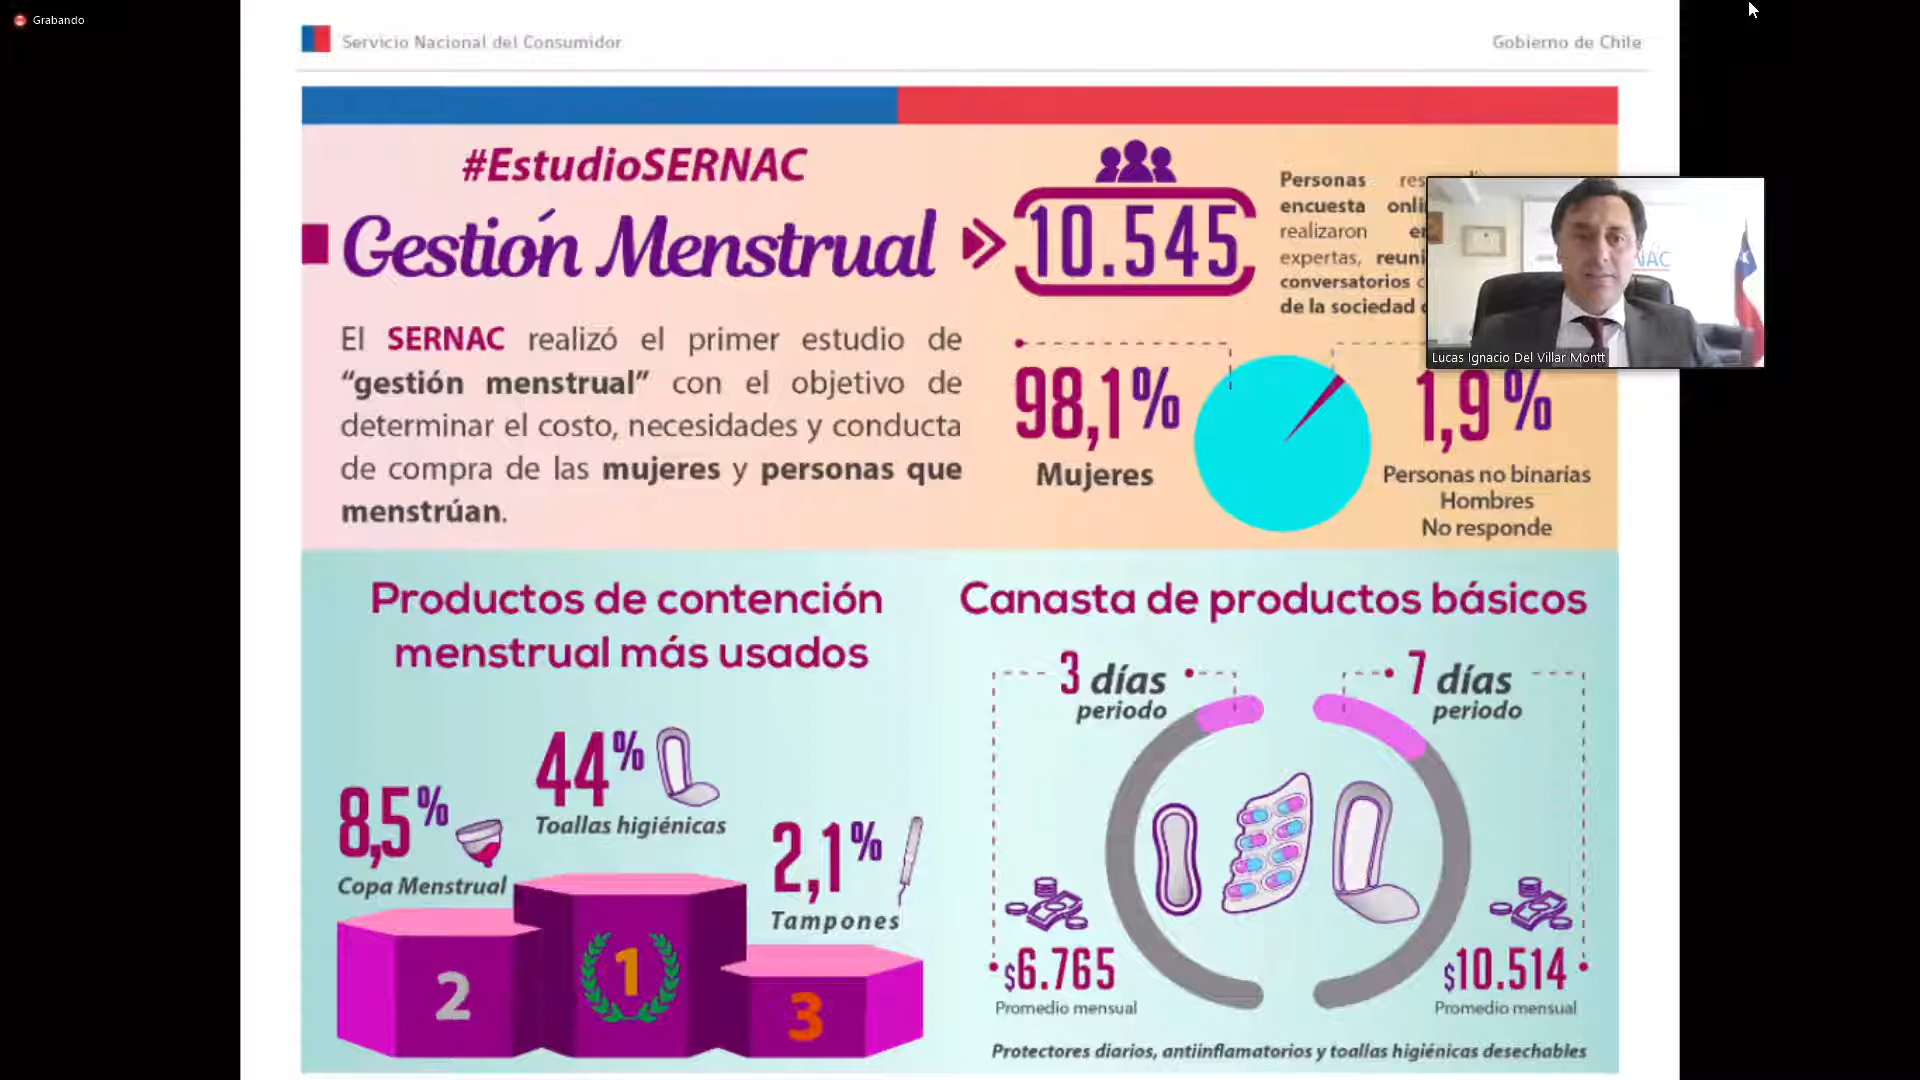 Grabando
Servicio Nacional del Consumidor
Gobierno de Chile
#EstudioSERNAC
Gestión Menstrual
El SERNAC realizó el primer estudio de
“gestión menstrual” con el objetivo de
determinar el costo, necesidades y conducta
de compra de las mujeres y personas que
menstrúan.
10.545
Personas
encuesta
realizaron
expertas,
conversatorios
de la sociedad
Lucas Ignacio Del Villar Montt
98,1%
Mujeres
1,9%
Personas no binarias
Hombres
No responde
Productos de contención
menstrual más usados
44%
Toallas higiénicas
8,5%
Copa Menstrual
2,1%
Tampones
2
1
3
Canasta de productos básicos
3 días
periodo
7 días
periodo
$6.765
Promedio mensual
$10.514
Promedio mensual
Protectores diarios, antiinflamatorios y toallas higiénicas desechables